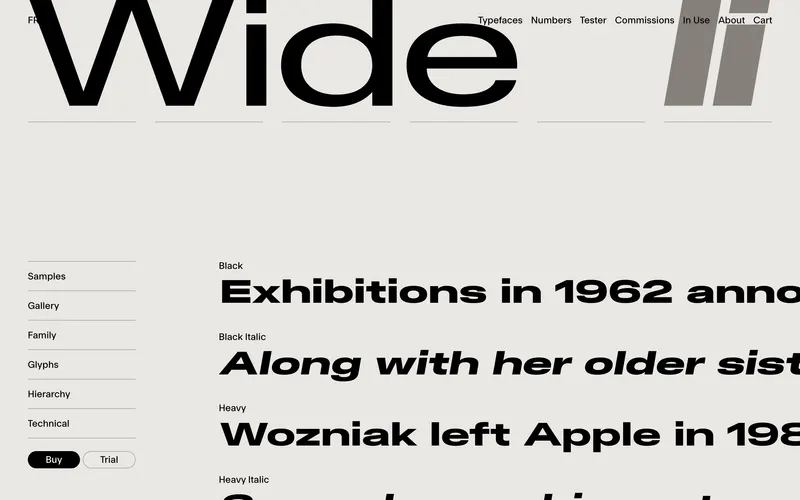 Typefaces Numbers Tester Commissions In Use About Cart
Wide
Samples
Gallery
Family
Glyphs
Hierarchy
Technical
Buy Trial
Black
Exhibitions in 1962 anno
Black Italic
Along with her older sist
Heavy
Wozniak left Apple in 198
Heavy Italic